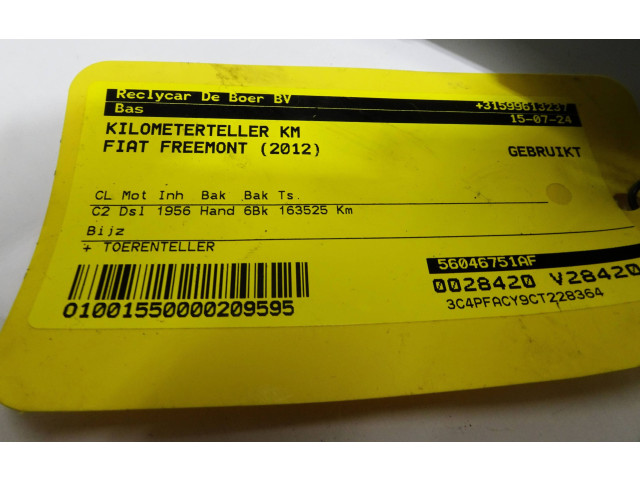 Reclycar De Boer BV +31599613237
Bas 15-07-24
KILOMETERTELLER KM
FIAT FREEMONT (2012) GEBRUIKT
CL Mot Inh Bak Bak Ts.
C2 Dsl 1956 Hand 6Bk 163525 Km
Bijz
+ TOERENTELLER
56046751AF
0028420 V28420
3C4PFACY9CT228364
O1001550000209595